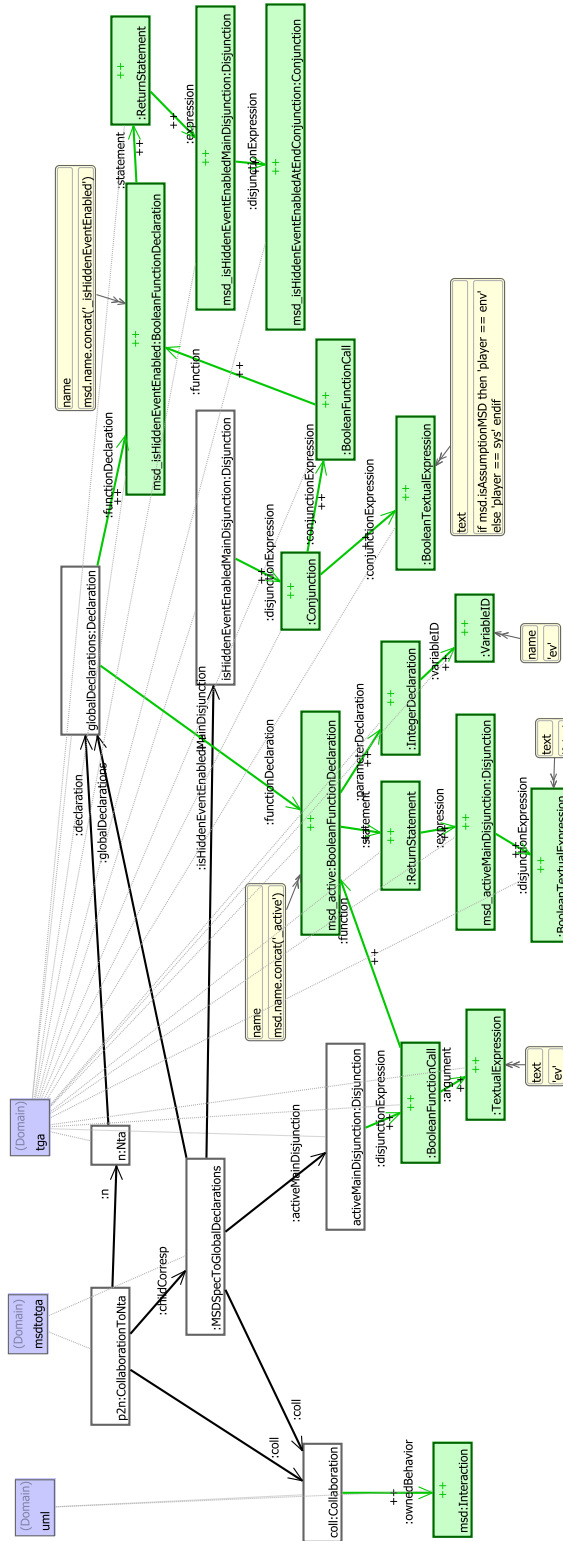 (Domain)
uml
(Domain)
msdtotga
(Domain)
tga
coll:Collaboration
:ownedBehavior
++
++
msd:Interaction
p2n:CollaborationToNta
:coll
:coll
:childCorresp
:MSDSpecToGlobalDeclarations
:n
n:Nta
:declaration
:globalDeclarations
globalDeclarations:Declaration
:activeMainDisjunction
activeMainDisjunction:Disjunction
:isHiddenEventEnabledMainDisjunction
isHiddenEventEnabledMainDisjunction:Disjunction
:disjunctionExpression
++
++
:BooleanFunctionCall
:argument
++
++
:TextualExpression
text
'ev'
:function
++
name
msd.name.concat('_active')
:functionDeclaration
++
msd_active:BooleanFunctionDeclaration
:statement
++
++
:ReturnStatement
:expression
++
++
msd_activeMainDisjunction:Disjunction
:disjunctionExpression
++
++
:BooleanTextualExpression
text
:parameterDeclaration
++
++
:IntegerDeclaration
:variableID
++
++
:VariableID
name
'ev'
:disjunctionExpression
++
++
:Conjunction
:conjunctionExpression
++
++
:BooleanFunctionCall
:conjunctionExpression
++
++
:BooleanTextualExpression
text
if msd.isAssumptionMSD then 'player == env'
else 'player == sys' endif
:function
++
:functionDeclaration
++
name
msd.name.concat('_isHiddenEventEnabled')
++
msd_isHiddenEventEnabled:BooleanFunctionDeclaration
:statement
++
++
:ReturnStatement
:expression
++
++
msd_isHiddenEventEnabledMainDisjunction:Disjunction
:disjunctionExpression
++
++
msd_isHiddenEventEnabledAtEndConjunction:Conjunction